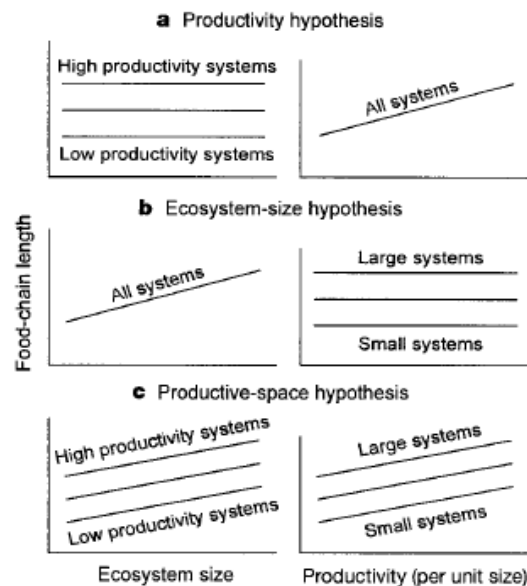 a Productivity hypothesis
High productivity systems
Low productivity systems
All systems
b Ecosystem-size hypothesis
All systems
Large systems
Small systems
c Productive-space hypothesis
High productivity systems
Low productivity systems
Large systems
Small systems
Food-chain length
Ecosystem size
Productivity (per unit size)